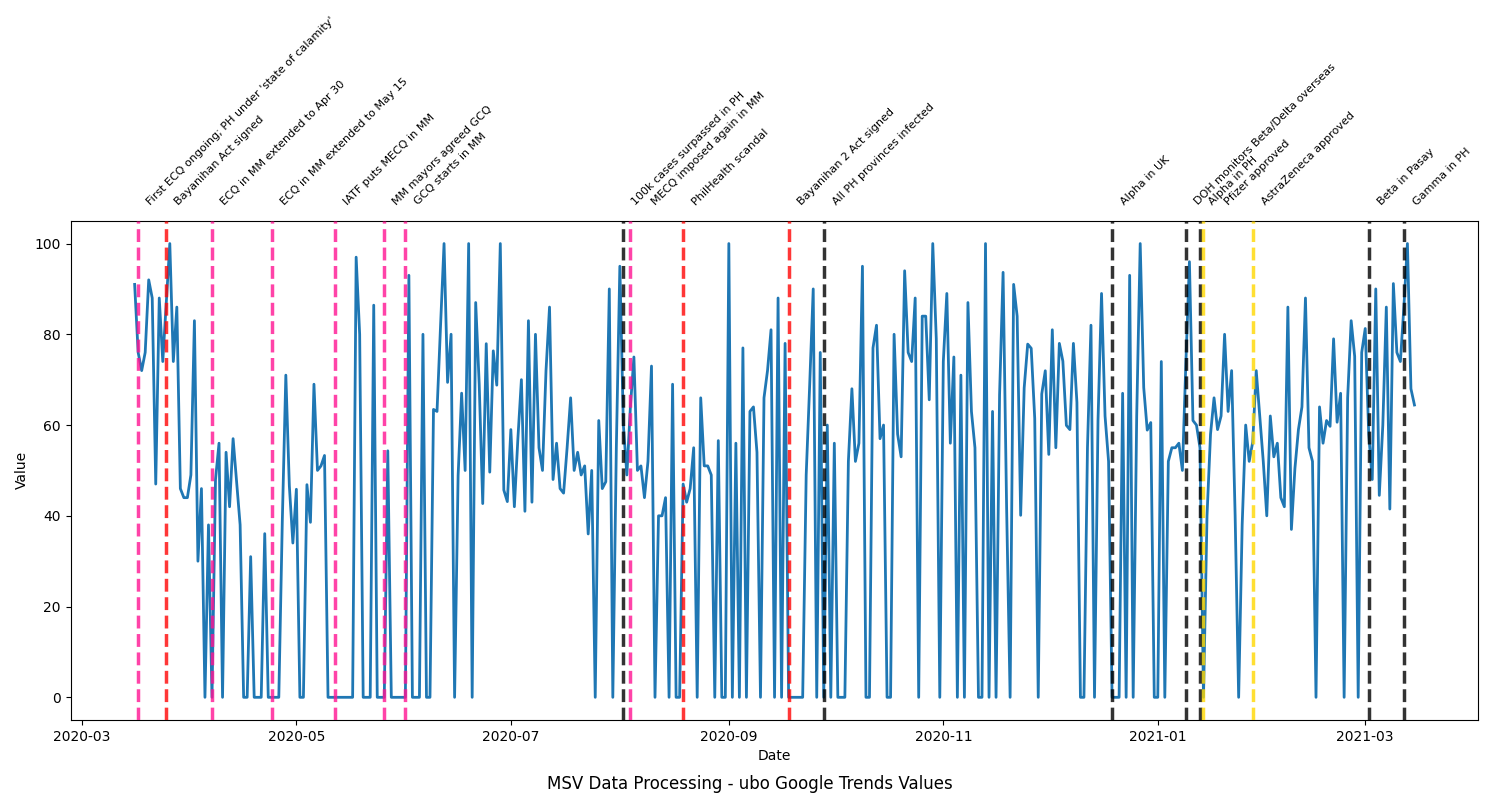 First ECQ ongoing; PH under 'state of calamity'
Bayanihan Act signed
ECQ in MM extended to Apr 30
ECQ in MM extended to May 15
IATF puts MECQ in MM
MM mayors agreed GCQ
GCQ starts in MM
100k cases surpassed in PH
MECQ imposed again in MM
PhilHealth scandal
Bayanihan 2 Act signed
All PH provinces infected
Alpha in UK
DOH monitors Beta/Delta overseas
Alpha in PH
Pfizer approved
AstraZeneca approved
Beta in Pasay
Gamma in PH
100
80
60
40
20
0
Value
2020-03
2020-05
2020-07
2020-09
2020-11
2021-01
2021-03
Date
MSV Data Processing - ubo Google Trends Values